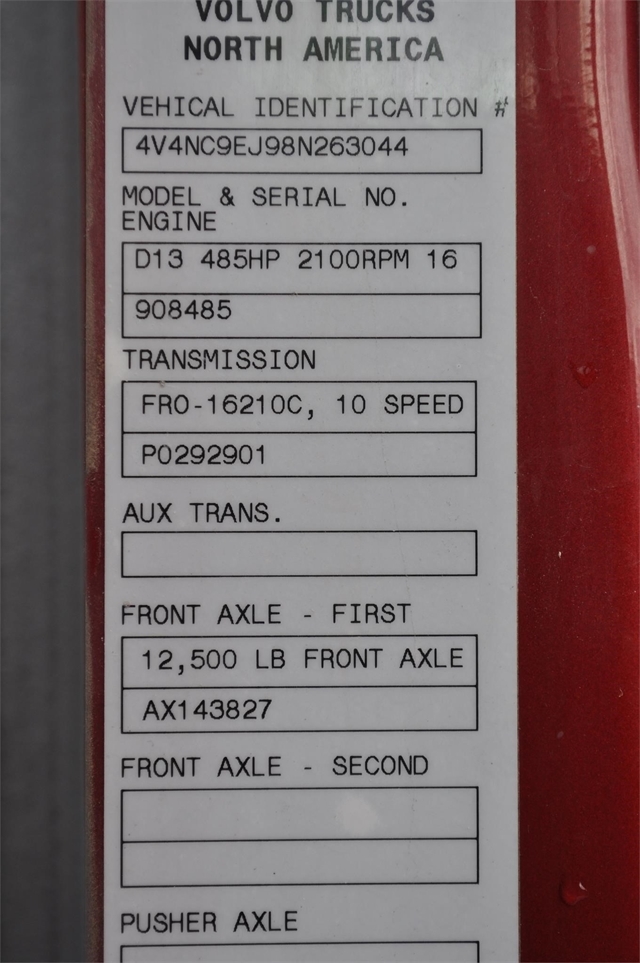 VOLVO TRUCKS
NORTH AMERICA
VEHICAL IDENTIFICATION #
4V4NC9EJ98N263044
MODEL & SERIAL NO.
ENGINE
D13 485HP 2100RPM 16
908485
TRANSMISSION
FRO-16210C, 10 SPEED
P0292901
AUX TRANS.
FRONT AXLE - FIRST
12,500 LB FRONT AXLE
AX143827
FRONT AXLE - SECOND
PUSHER AXLE